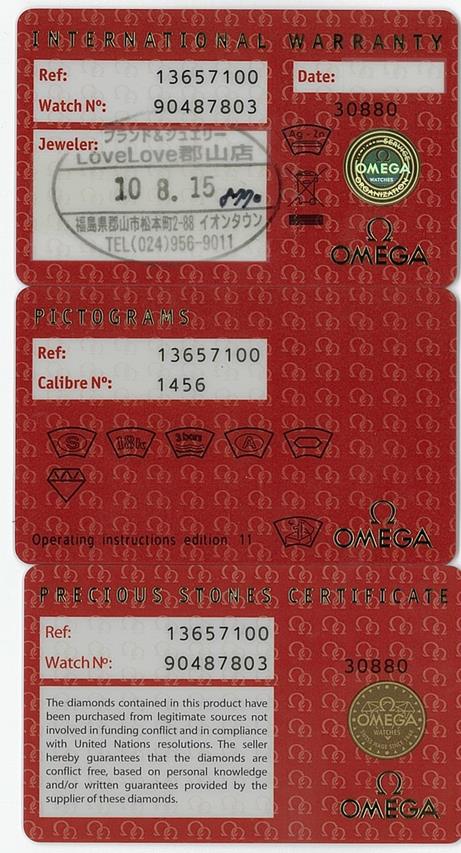 INTERNATIONAL WARRANTY
Ref: 13657100
Date:
Watch Nº: 90487803
30880
Jeweler:
ブランド&ジュエリー
LoveLove郡山店
10 8. 15
福島県郡山市松木町2-88 イオンタウン
TEL(024)956-9011
Ag - Zn
SERVICE
OMEGA
WATCHES
ORGANIZATION
Ω
OMEGA
PICTOGRAMS
Ref: 13657100
Calibre Nº: 1456
S
18k
3 bars
A
Operating instructions edition 11
Ω
OMEGA
PRECIOUS STONES CERTIFICATE
Ref: 13657100
Watch Nº: 90487803
30880
The diamonds contained in this product have
been purchased from legitimate sources not
involved in funding conflict and in compliance
with United Nations resolutions. The seller
hereby guarantees that the diamonds are
conflict free, based on personal knowledge
and/or written guarantees provided by the
supplier of these diamonds.
OMEGA
WATCHES
Ω
OMEGA